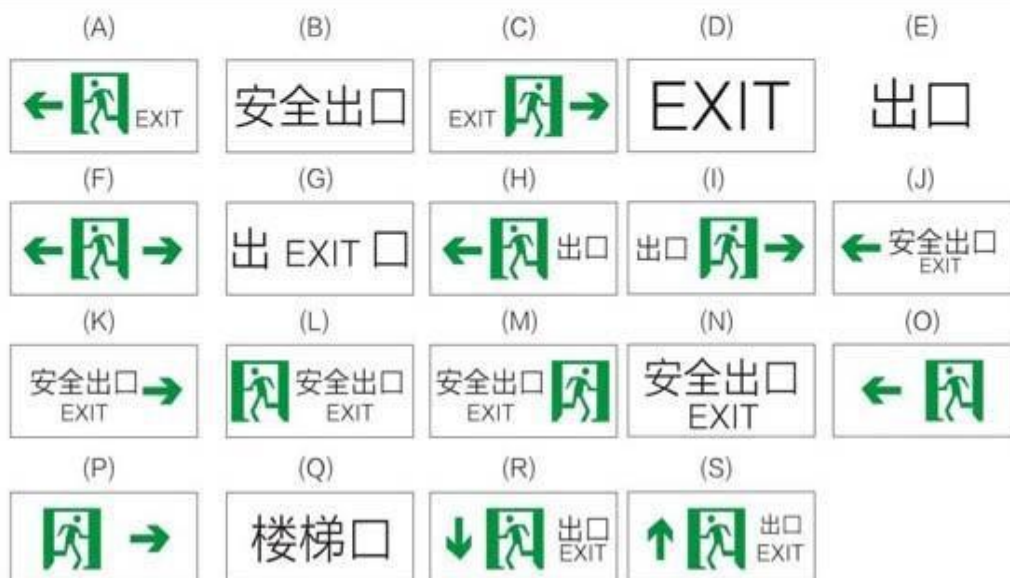 (A) (B) (C) (D) (E)
EXIT 安全出口 EXIT EXIT 出口
(F) (G) (H) (I) (J)
出 EXIT 口 出口 出口 安全出口
EXIT
(K) (L) (M) (N) (O)
安全出口 安全出口 安全出口 安全出口
EXIT EXIT EXIT EXIT
(P) (Q) (R) (S)
楼梯口 出口 出口
EXIT EXIT